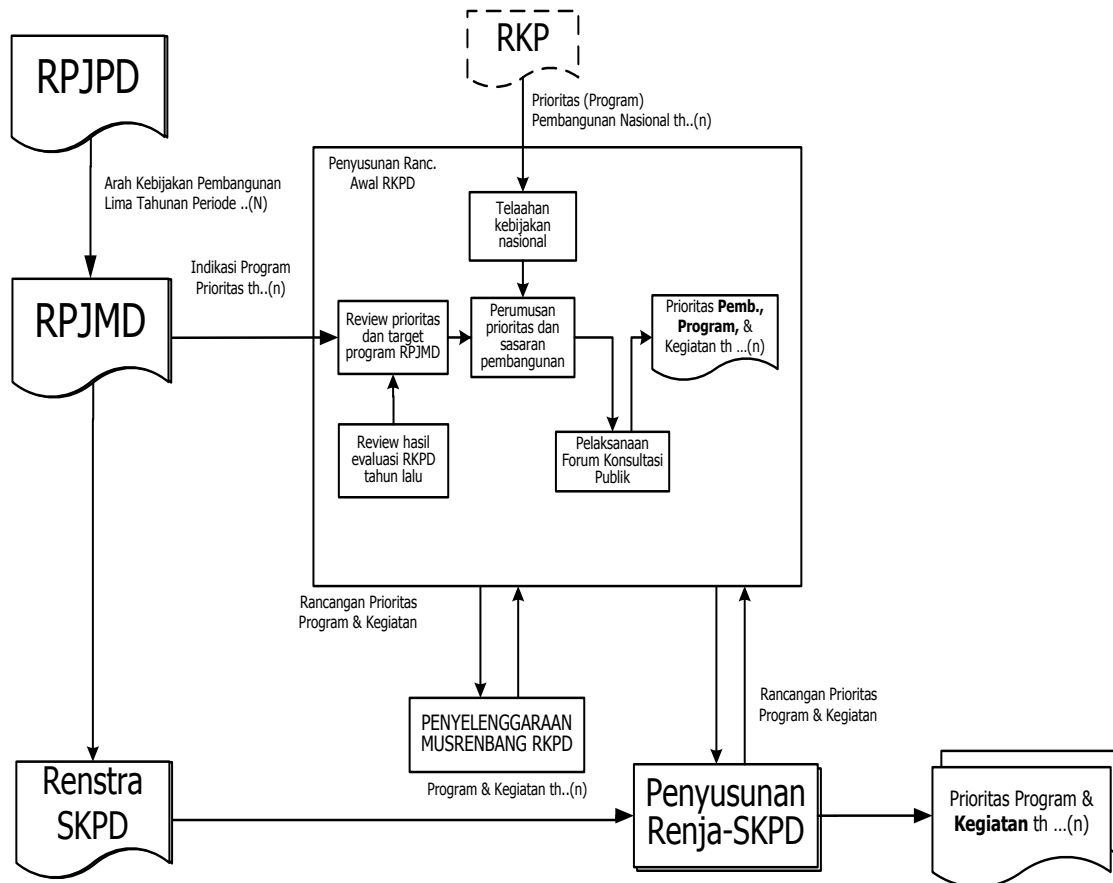 RPJPD
RKP
Prioritas (Program)
Pembangunan Nasional th..(n)
Arah Kebijakan Pembangunan
Lima Tahunan Periode ..(N)
Penyusunan Ranc.
Awal RKPD
Telaahan
kebijakan
nasional
Indikasi Program
Prioritas th..(n)
RPJMD
Review prioritas
dan target
program RPJMD
Perumusan
prioritas dan
sasaran
pembangunan
Prioritas Pemb.,
Program, &
Kegiatan th ...(n)
Review hasil
evaluasi RKPD
tahun lalu
Pelaksanaan
Forum Konsultasi
Publik
Rancangan Prioritas
Program & Kegiatan
PENYELENGGARAAN
MUSRENBANG RKPD
Rancangan Prioritas
Program & Kegiatan
Program & Kegiatan th..(n)
Renstra
SKPD
Penyusunan
Renja-SKPD
Prioritas Program &
Kegiatan th ...(n)